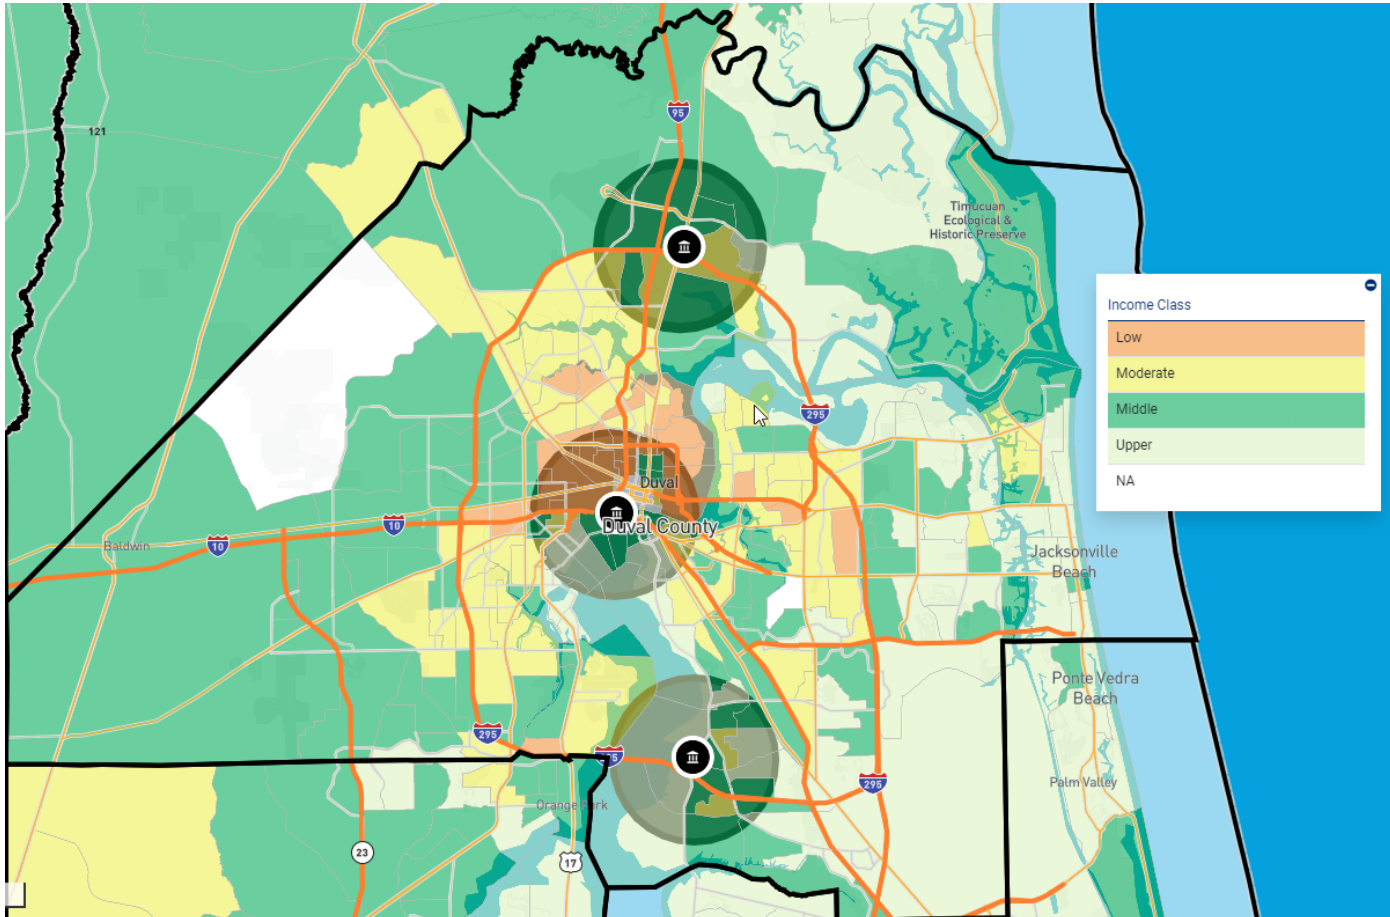 121
95
Timucuan
Ecological &
Historic Preserve
Income Class
Low
Moderate
Middle
Upper
NA
295
Duval
Duval County
10
10
Baldwin
Jacksonville
Beach
Ponte Vedra
Beach
295
295
Palm Valley
Orange Park
23
17